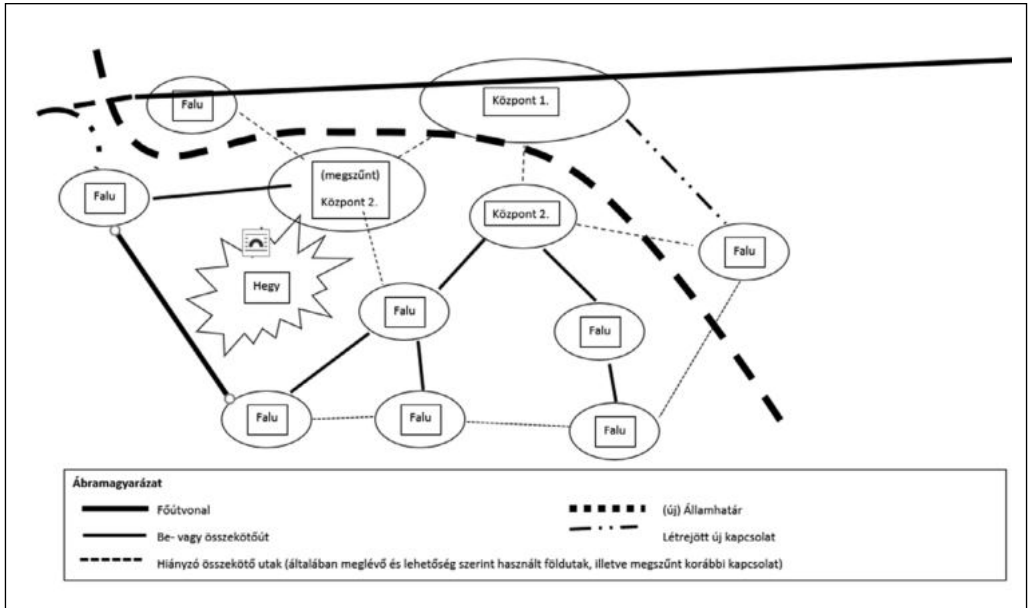 Falu
Központ 1.
Falu
(megszűnt)
Központ 2.
Központ 2.
Falu
Hegy
Falu
Falu
Falu
Falu
Falu
Ábramagyarázat
Főútvonal
(új) Államhatár
Be- vagy összekötőút
Létrejött új kapcsolat
Hiányzó összekötő utak (általában meglévő és lehetőség szerint használt földutak, illetve megszűnt korábbi kapcsolat)